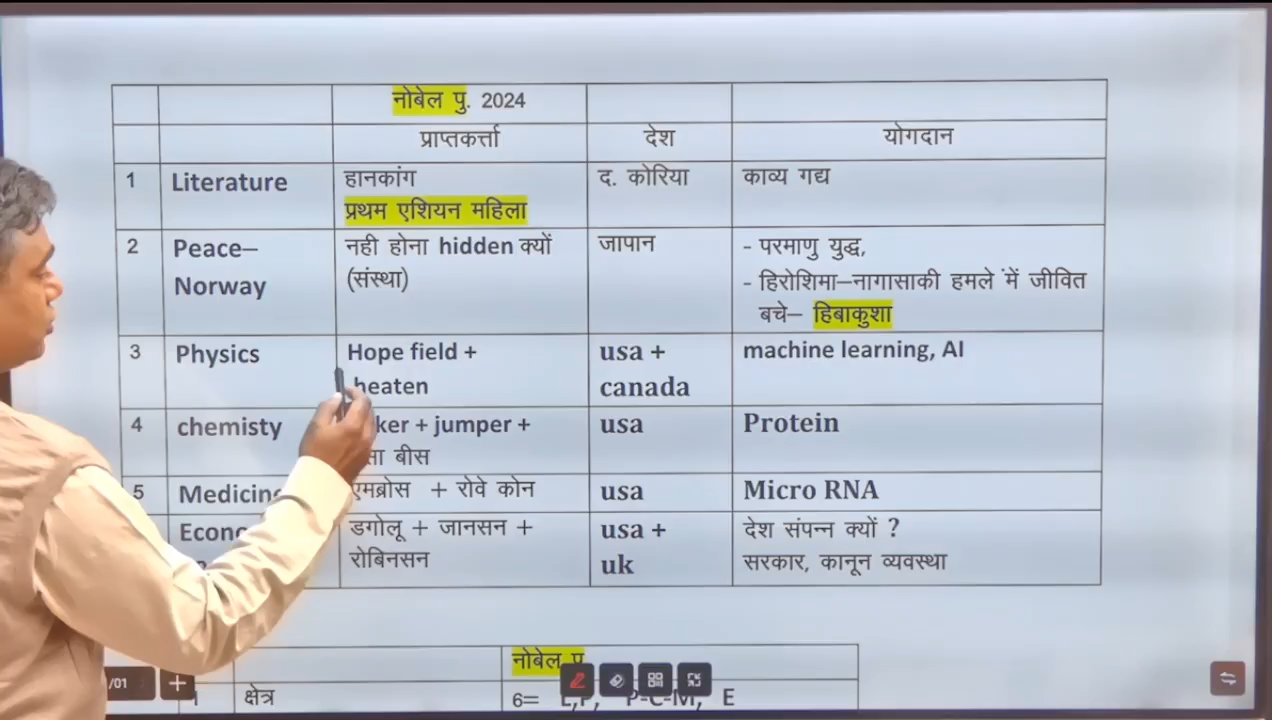 नोबेल पु. 2024
प्राप्तकर्त्ता देश योगदान
1 Literature हानकांग द. कोरिया काव्य गद्य
प्रथम एशियन महिला
2 Peace– नही होना hidden क्यों जापान - परमाणु युद्ध,
Norway (संस्था) - हिरोशिमा–नागासाकी हमले में जीवित
बचे– हिबाकुशा
3 Physics Hope field + usa + machine learning, AI
heaten canada
4 chemisty ker + jumper + usa Protein
बीस
5 Medicin एमब्रोस + रोवे कोन usa Micro RNA
Econo डगोलू + जानसन + usa + देश संपन्न क्यों ?
रोबिनसन uk सरकार, कानून व्यवस्था
नोबेल पु
/01 +
1 क्षेत्र 6= L,P, P-C-M, E